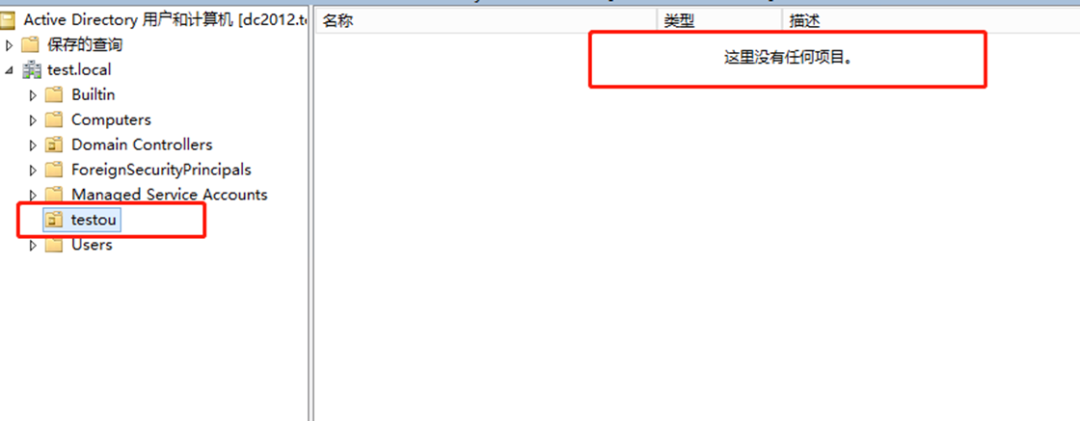 Active Directory 用户和计算机 [dc2012.te
名称 类型 描述
保存的查询
这里没有任何项目。
test.local
Builtin
Computers
Domain Controllers
ForeignSecurityPrincipals
Managed Service Accounts
testou
Users